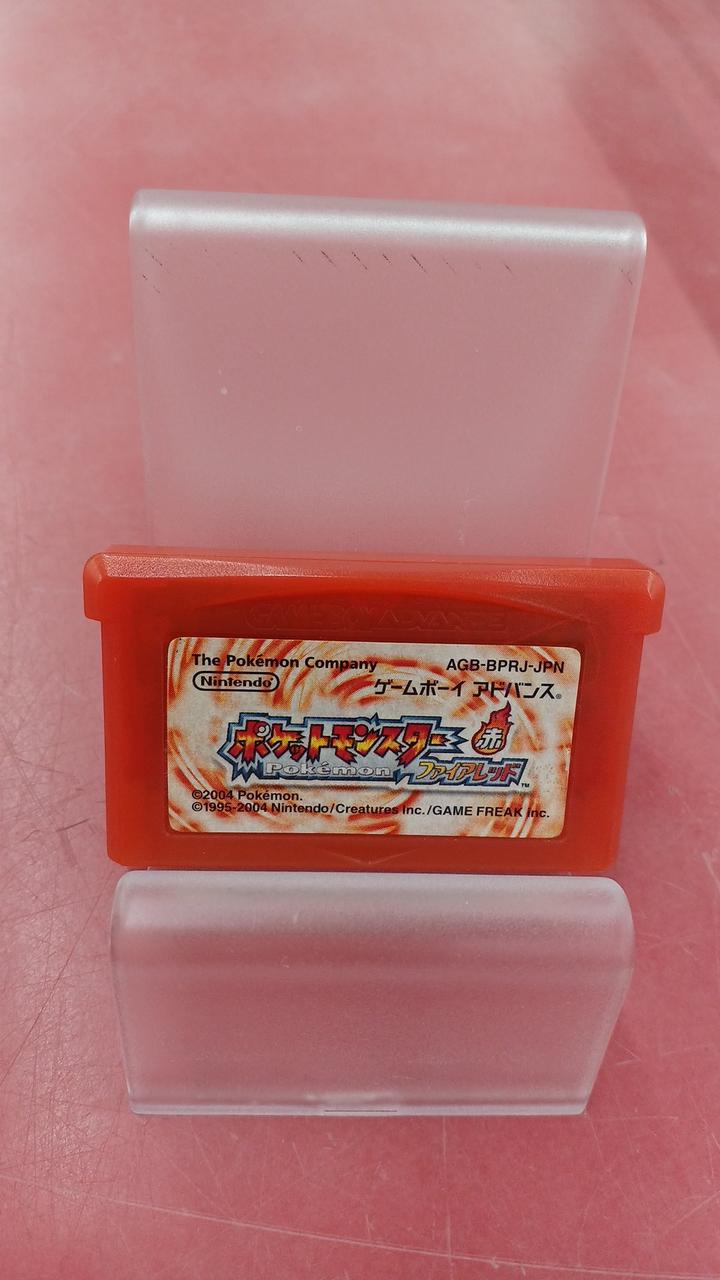 GAME BOY ADVANCE
The Pokémon Company AGB-BPRJ-JPN
Nintendo® ゲームボーイ アドバンス®
ポケットモンスター 赤
Pokémon ファイアレッド™
©2004 Pokémon.
©1995-2004 Nintendo/Creatures inc./GAME FREAK inc.